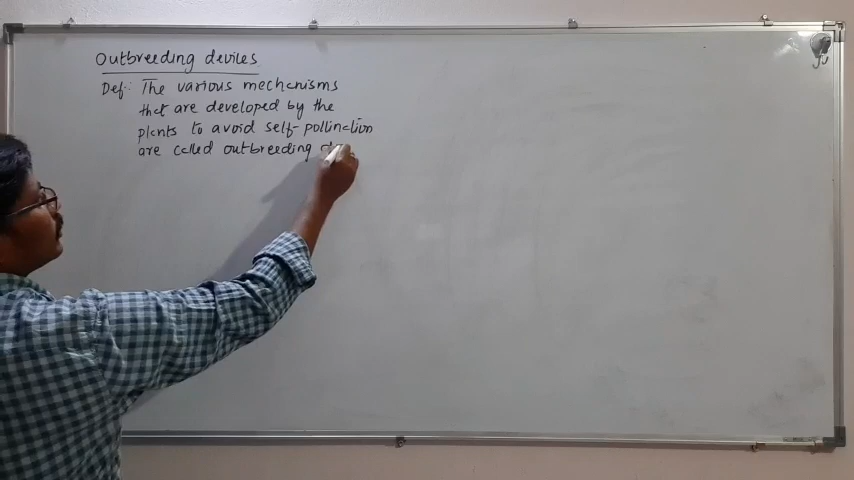 Outbreeding devices
Def:- The various mechanisms
that are developed by the
plants to avoid self-pollination
are called outbreeding